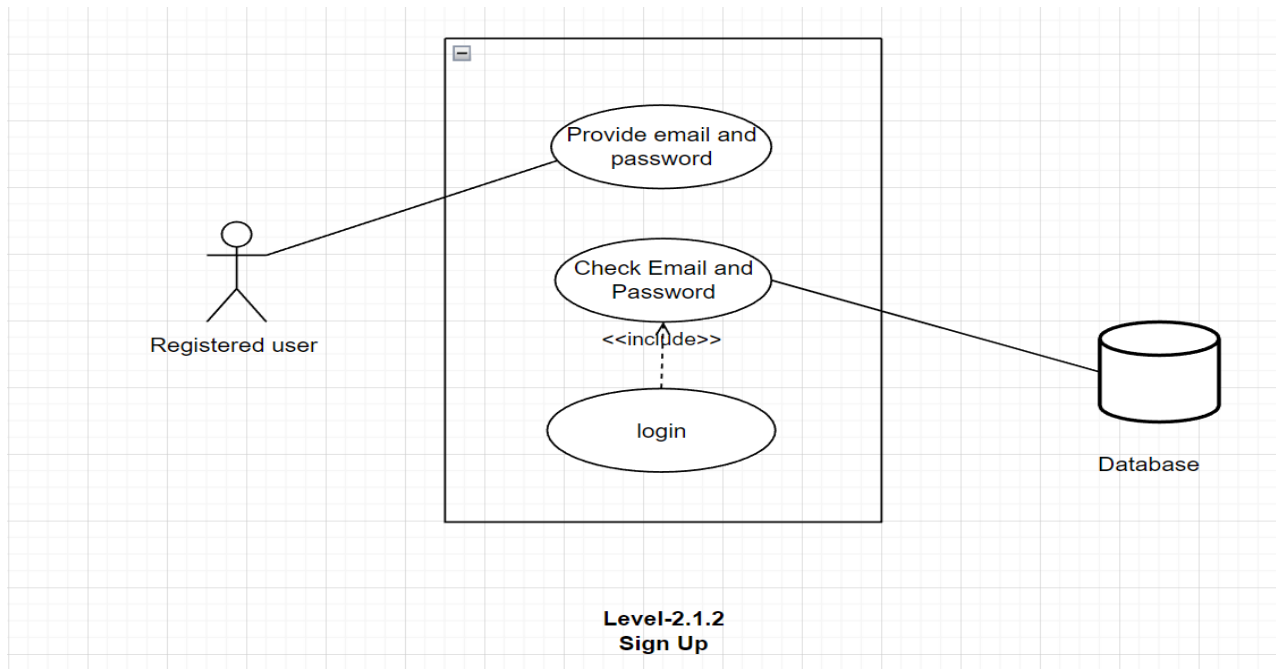 Provide email and
password
Check Email and
Password
<<include>>
Registered user
login
Database
Level-2.1.2
Sign Up